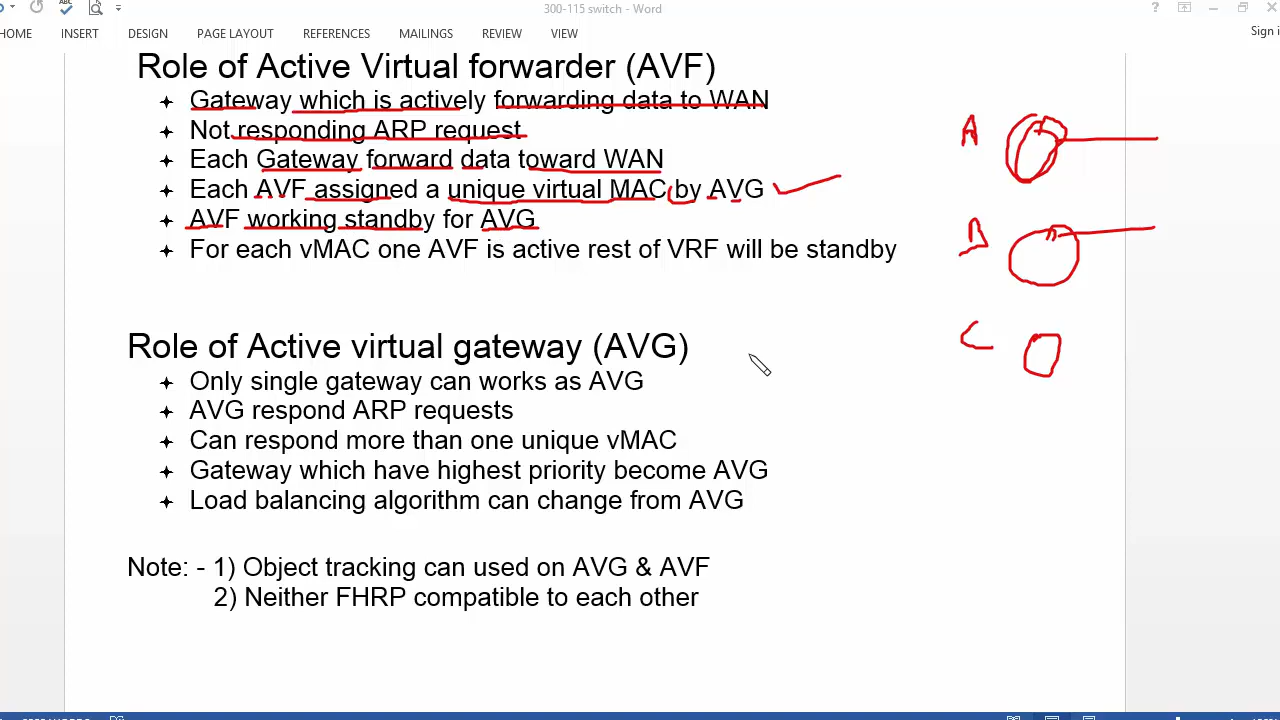 300-115 switch - Word
HOME INSERT DESIGN PAGE LAYOUT REFERENCES MAILINGS REVIEW VIEW Sign i
Role of Active Virtual forwarder (AVF)
Gateway which is actively forwarding data to WAN
Not responding ARP request
Each Gateway forward data toward WAN
Each AVF assigned a unique virtual MAC by AVG
AVF working standby for AVG
For each vMAC one AVF is active rest of VRF will be standby
A
B
C
Role of Active virtual gateway (AVG)
Only single gateway can works as AVG
AVG respond ARP requests
Can respond more than one unique vMAC
Gateway which have highest priority become AVG
Load balancing algorithm can change from AVG
Note: - 1) Object tracking can used on AVG & AVF
2) Neither FHRP compatible to each other